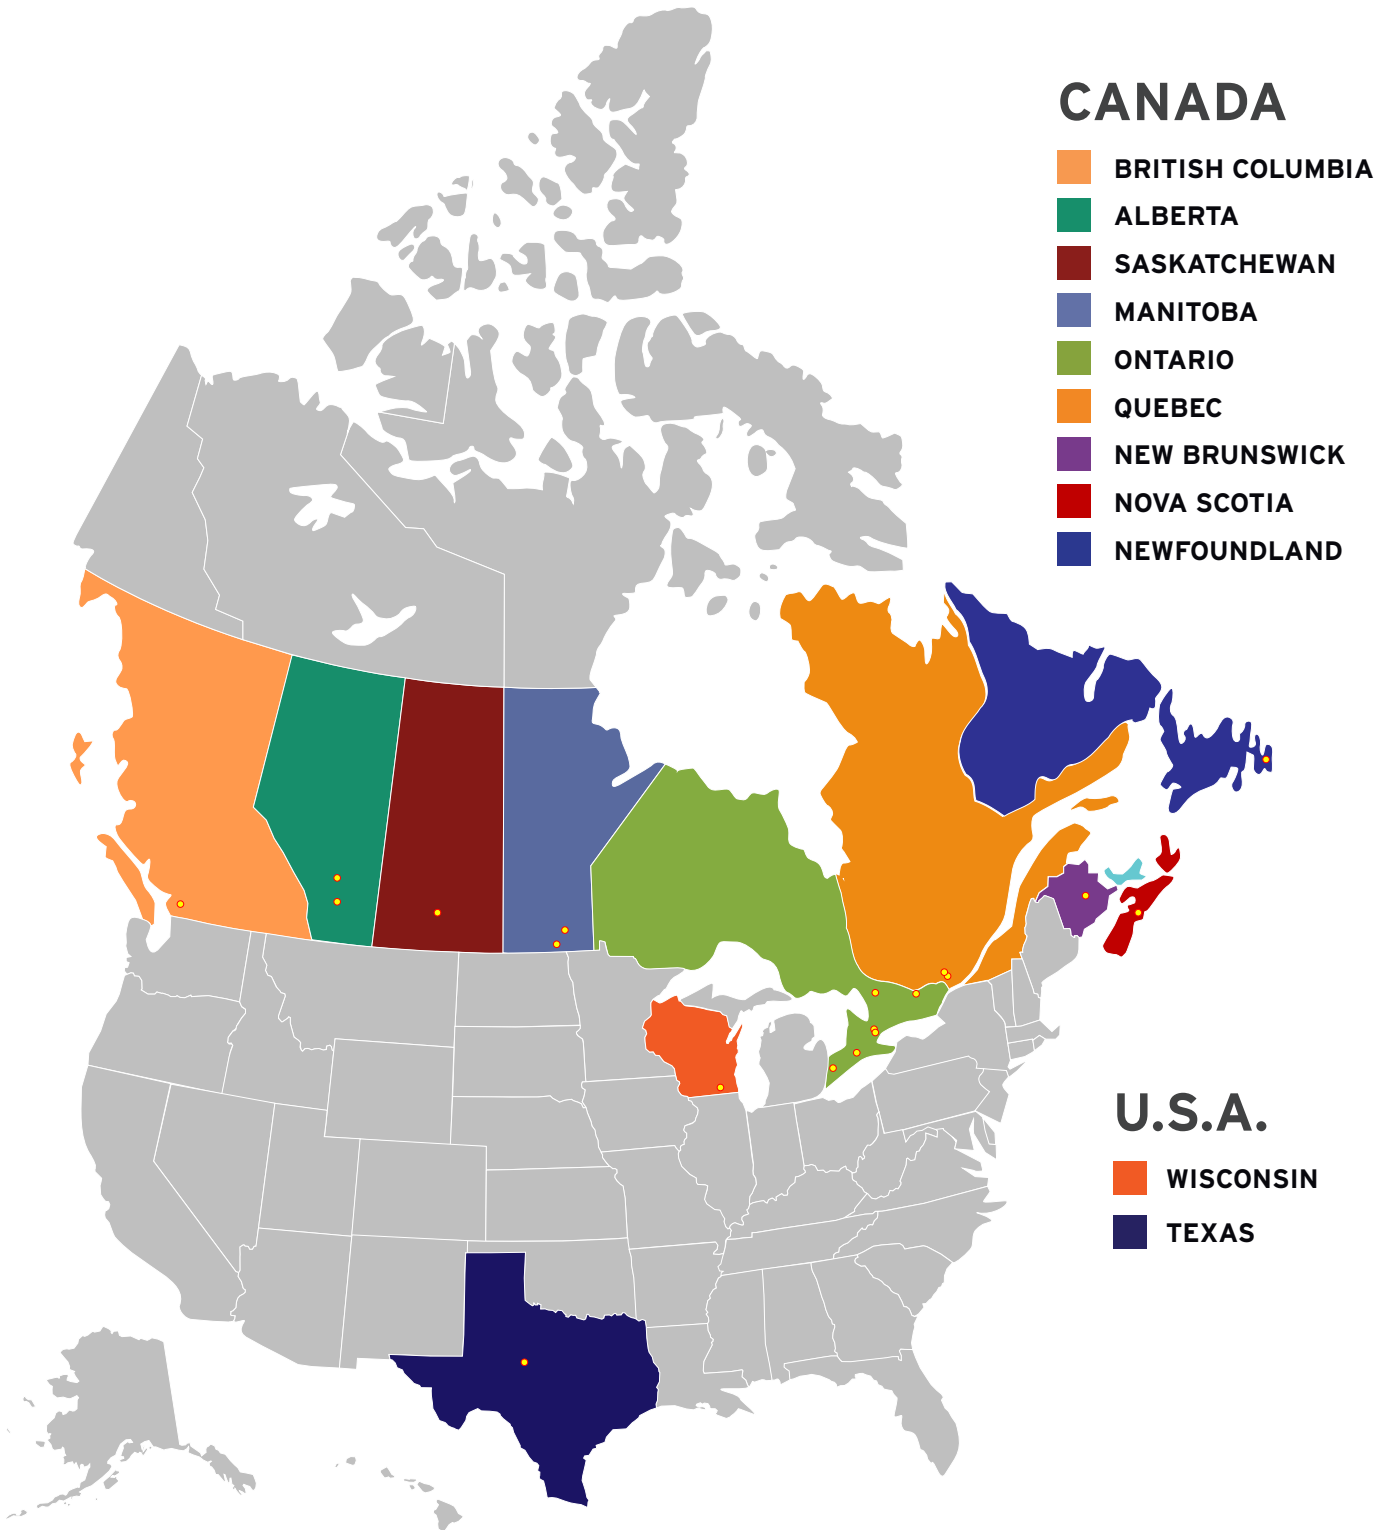 CANADA
BRITISH COLUMBIA
ALBERTA
SASKATCHEWAN
MANITOBA
ONTARIO
QUEBEC
NEW BRUNSWICK
NOVA SCOTIA
NEWFOUNDLAND
U.S.A.
WISCONSIN
TEXAS